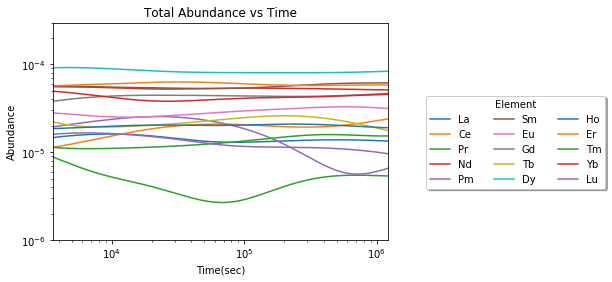 Total Abundance vs Time
10⁻⁴
10⁻⁵
10⁻⁶
Abundance
10⁴ 10⁵ 10⁶
Time(sec)
Element
La Sm Ho
Ce Eu Er
Pr Gd Tm
Nd Tb Yb
Pm Dy Lu